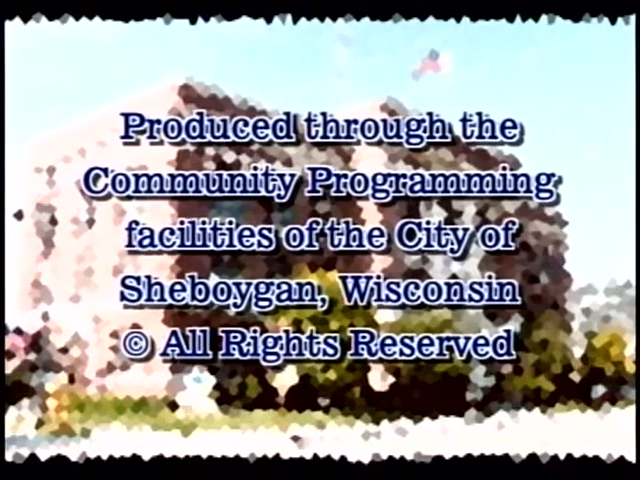 Produced through the
Community Programming
facilities of the City of
Sheboygan, Wisconsin
© All Rights Reserved